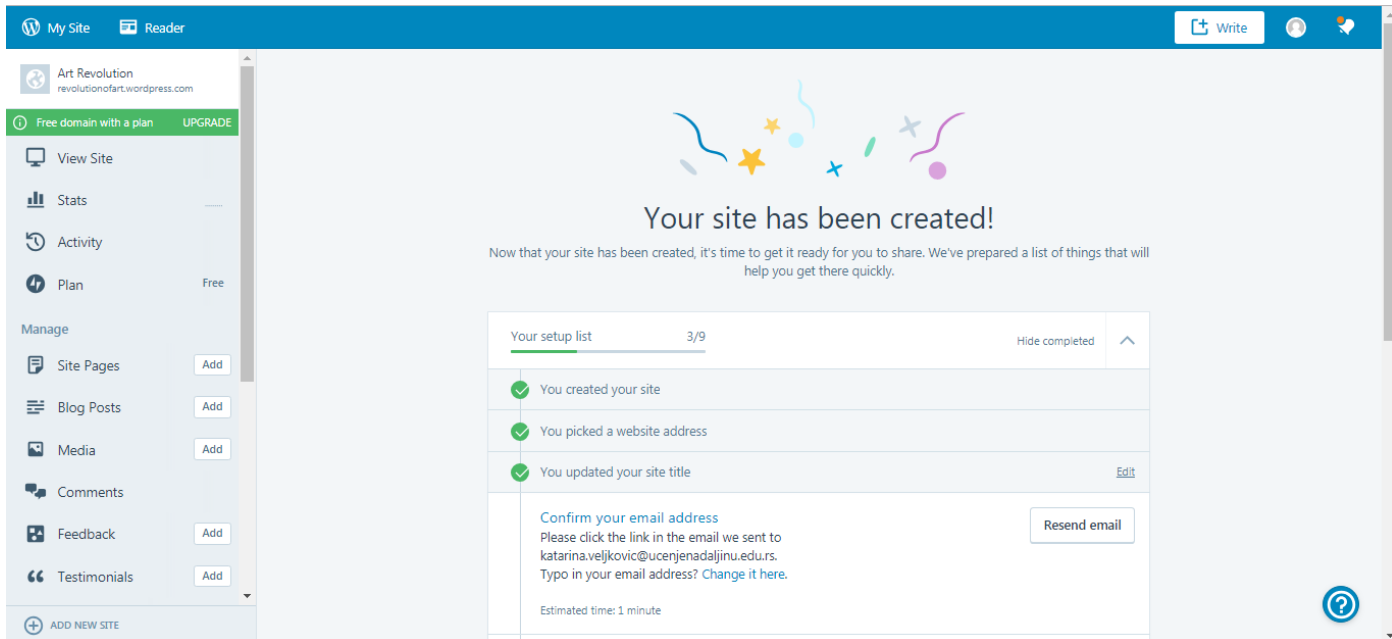 My Site
Reader
Write
Art Revolution
revolutionofart.wordpress.com
Free domain with a plan UPGRADE
View Site
Stats
Activity
Plan Free
Manage
Site Pages Add
Blog Posts Add
Media Add
Comments
Feedback Add
Testimonials Add
ADD NEW SITE
Your site has been created!
Now that your site has been created, it's time to get it ready for you to share. We've prepared a list of things that will
help you get there quickly.
Your setup list 3/9 Hide completed
You created your site
You picked a website address
You updated your site title Edit
Confirm your email address
Resend email
Please click the link in the email we sent to
katarina.veljkovic@ucenjenadaljinu.edu.rs.
Typo in your email address? Change it here.
Estimated time: 1 minute